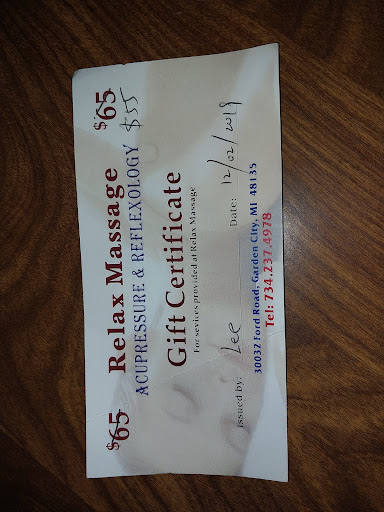 $65 Relax Massage $65
ACUPRESSURE & REFLEXOLOGY $55
Gift Certificate
For sevices provided at Relax Massage
issued by: Lee Date: 12/02/2019
30032 Ford Road, Garden City, MI 48135
Tel: 734.237.4978